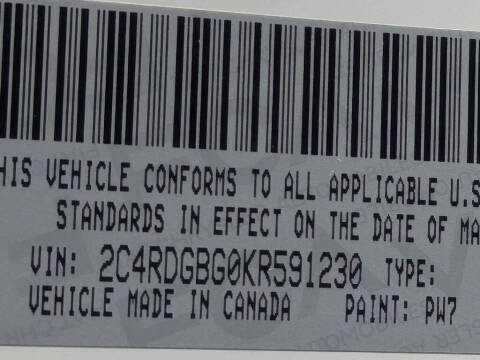 THIS VEHICLE CONFORMS TO ALL APPLICABLE U.S
STANDARDS IN EFFECT ON THE DATE OF MA
VIN: 2C4RDGBG0KR591230 TYPE:
VEHICLE MADE IN CANADA PAINT: PW7